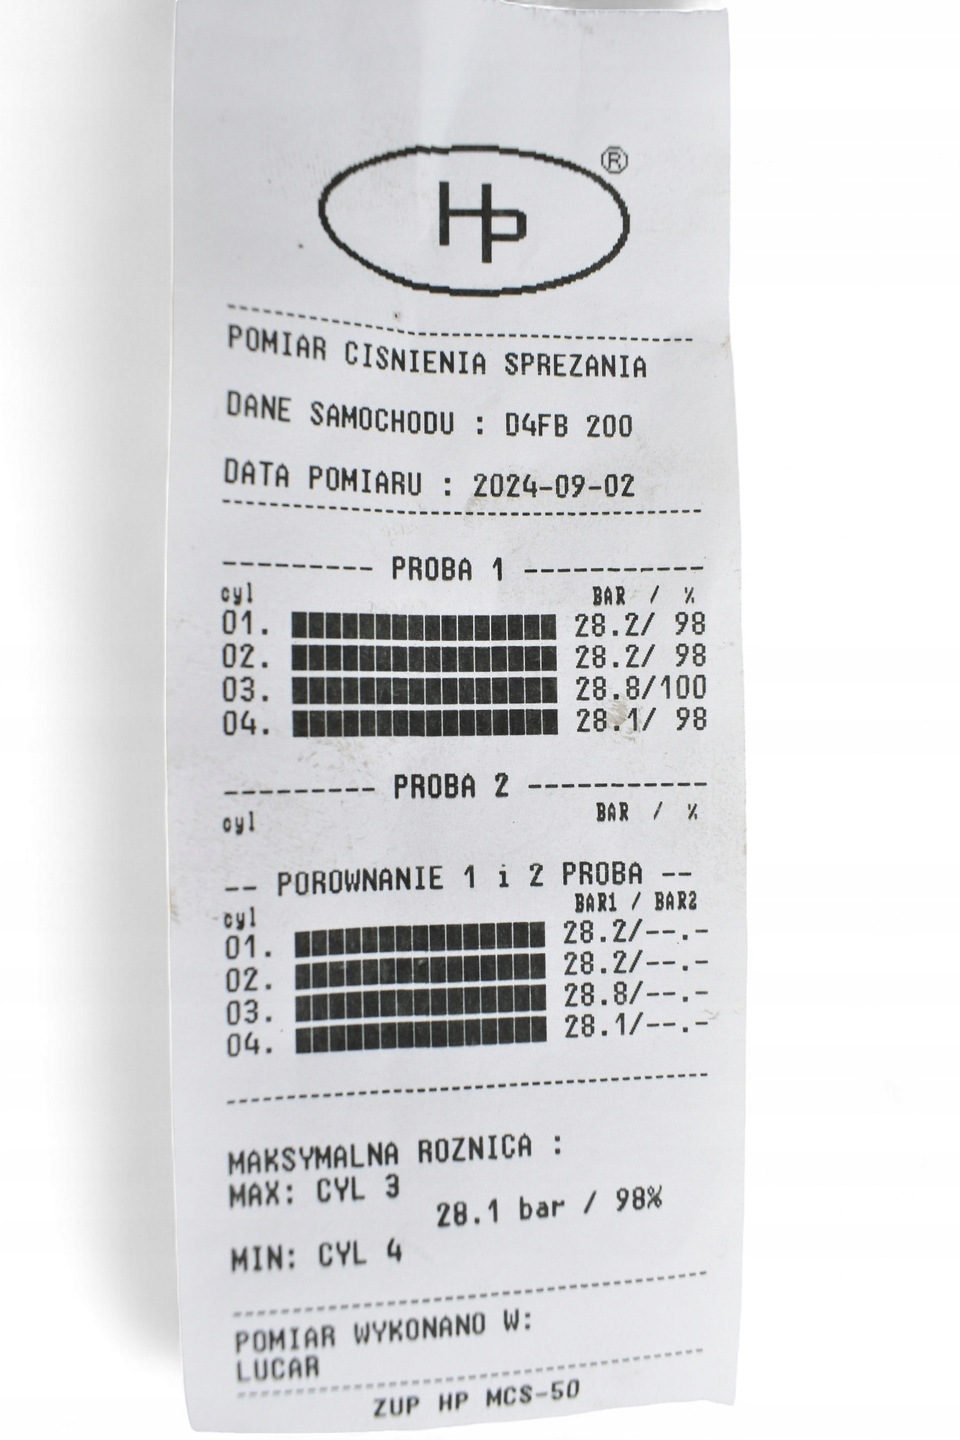 HP ®
POMIAR CISNIENIA SPREZANIA
DANE SAMOCHODU : D4FB 200
DATA POMIARU : 2024-09-02
--------- PROBA 1 -----------
cyl BAR / %
01. 28.2/ 98
02. 28.2/ 98
03. 28.8/100
04. 28.1/ 98
--------- PROBA 2 -----------
cyl BAR / %
-- POROWNANIE 1 i 2 PROBA --
cyl BAR1 / BAR2
01. 28.2/--.-
02. 28.2/--.-
03. 28.8/--.-
04. 28.1/--.-
MAKSYMALNA ROZNICA :
MAX: CYL 3
28.1 bar / 98%
MIN: CYL 4
POMIAR WYKONANO W:
LUCAR
ZUP HP MCS-50